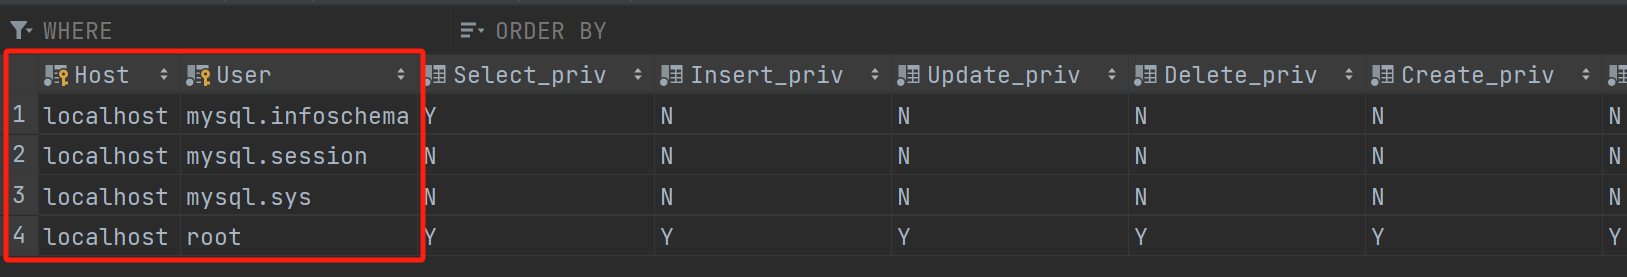 WHERE ORDER BY
Host User Select_priv Insert_priv Update_priv Delete_priv Create_priv
1 localhost mysql.infoschema Y N N N N N
2 localhost mysql.session N N N N N N
3 localhost mysql.sys N N N N N N
4 localhost root Y Y Y Y Y Y